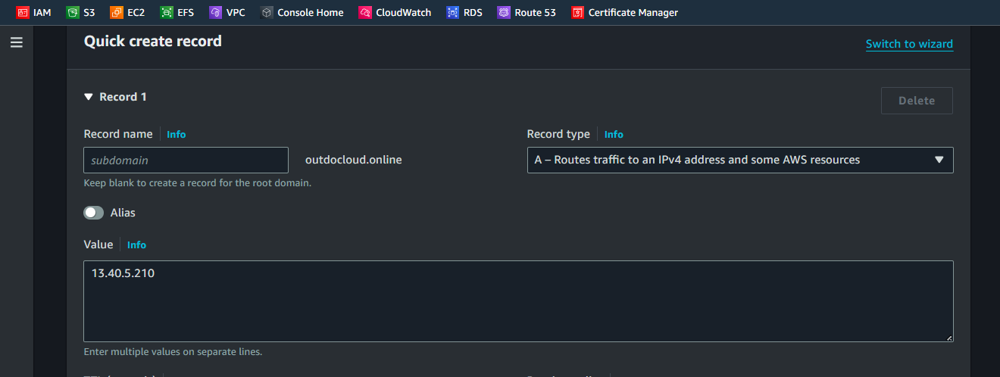 IAM S3 EC2 EFS VPC Console Home CloudWatch RDS Route 53 Certificate Manager
Quick create record
Switch to wizard
Record 1
Delete
Record name Info
Record type Info
subdomain
outdocloud.online
A – Routes traffic to an IPv4 address and some AWS resources
Keep blank to create a record for the root domain.
Alias
Value Info
13.40.5.210
Enter multiple values on separate lines.